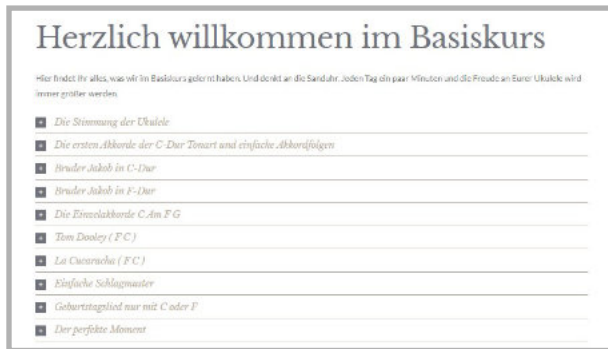 Herzlich willkommen im Basiskurs
Hier findet Ihr alles, was wir im Basiskurs gelernt haben. Und denkt an die Sanduhr. Jeden Tag ein paar Minuten und die Freude an Eurer Ukulele wird
immer größer werden.
Die Stimmung der Ukulele
Die ersten Akkorde der C-Dur Tonart und einfache Akkordfolgen
Bruder Jakob in C-Dur
Bruder Jakob in F-Dur
Die Einzelakkorde C Am F G
Tom Dooley ( F C )
La Cucaracha ( F C )
Einfache Schlagmuster
Geburtstagslied nur mit C oder F
Der perfekte Moment